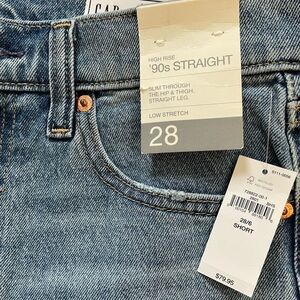 GAP
HIGH RISE
'90s STRAIGHT
SLIM THROUGH
THE HIP & THIGH,
STRAIGHT LEG.
LOW STRETCH
28
28/6
SHORT
$79.95